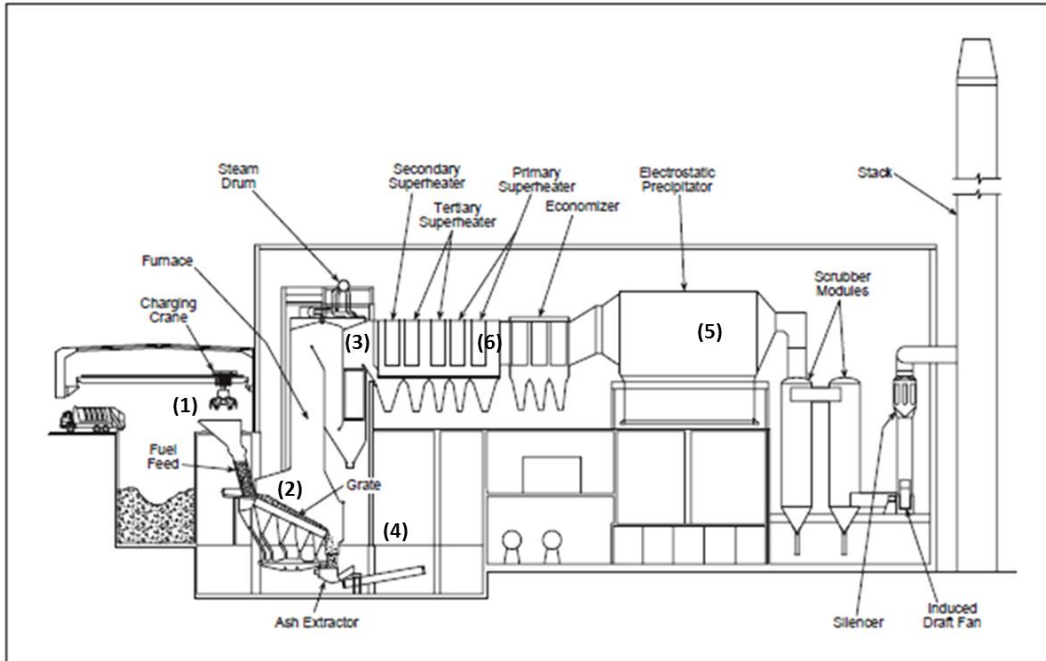 Steam
Drum
Secondary
Superheater
Primary
Superheater
Tertiary
Superheater
Economizer
Electrostatic
Precipitator
Stack
Furnace
Charging
Crane
Scrubber
Modules
(1)
(3)
(6)
(5)
Fuel
Feed
(2)
Grate
(4)
Ash Extractor
Silencer
Induced
Draft Fan